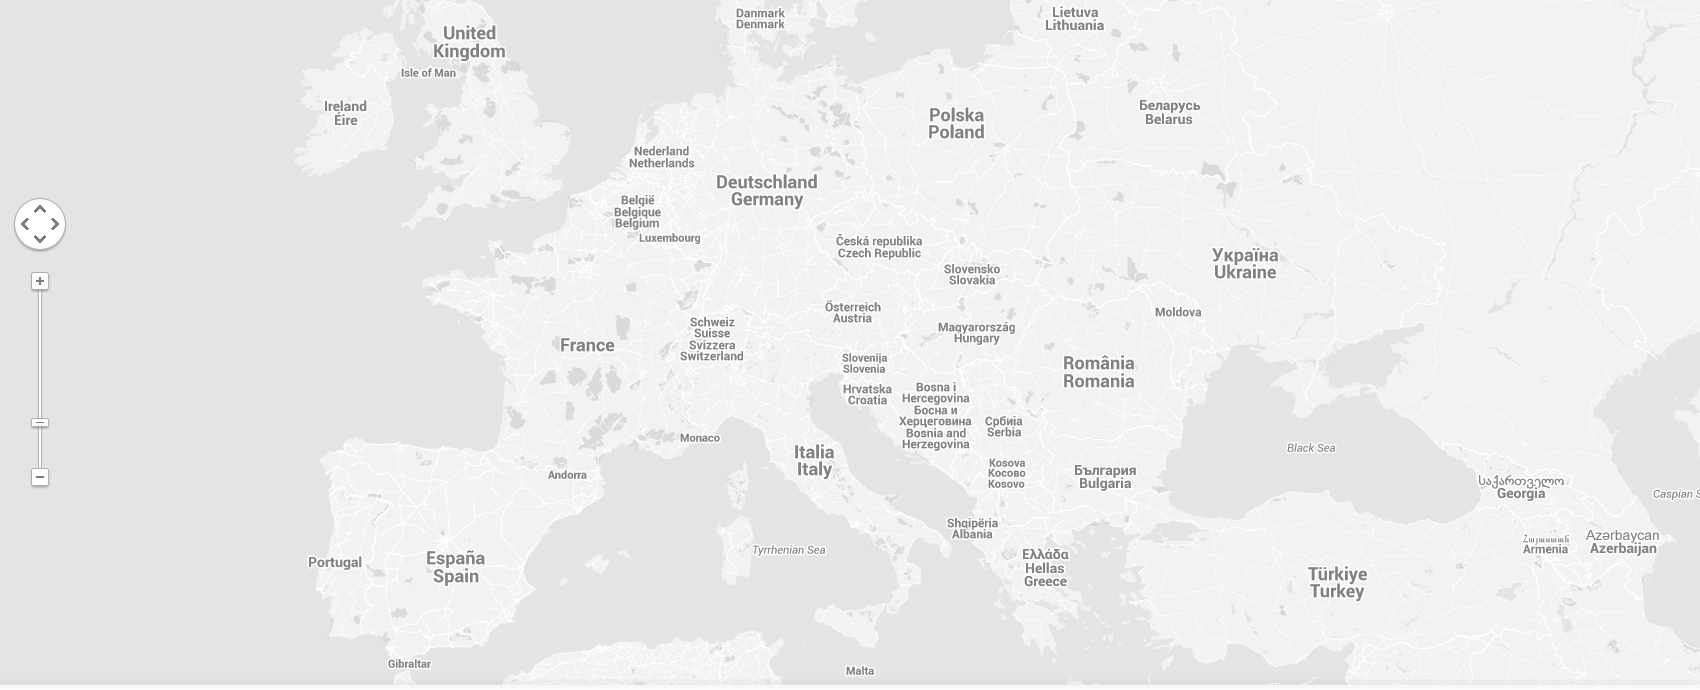 Danmark
Denmark
Lietuva
Lithuania
United
Kingdom
Isle of Man
Ireland
Éire
Polska
Poland
Беларусь
Belarus
Nederland
Netherlands
Deutschland
Germany
België
Belgique
Belgium
Luxembourg
Česká republika
Czech Republic
Slovensko
Slovakia
Україна
Ukraine
Österreich
Austria
Moldova
Schweiz
Suisse
Svizzera
Switzerland
Magyarország
Hungary
France
Slovenija
Slovenia
România
Romania
Hrvatska
Croatia
Bosna i
Hercegovina
Босна и
Херцеговина
Bosnia and
Herzegovina
Србија
Serbia
Monaco
Italia
Italy
Black Sea
Andorra
Kosova
Косово
Kosovo
България
Bulgaria
საქართველო
Georgia
Caspian S
Shqipëria
Albania
Portugal
España
Spain
Tyrrhenian Sea
Ελλάδα
Hellas
Greece
Հայաստան
Armenia
Azərbaycan
Azerbaijan
Türkiye
Turkey
Gibraltar
Malta